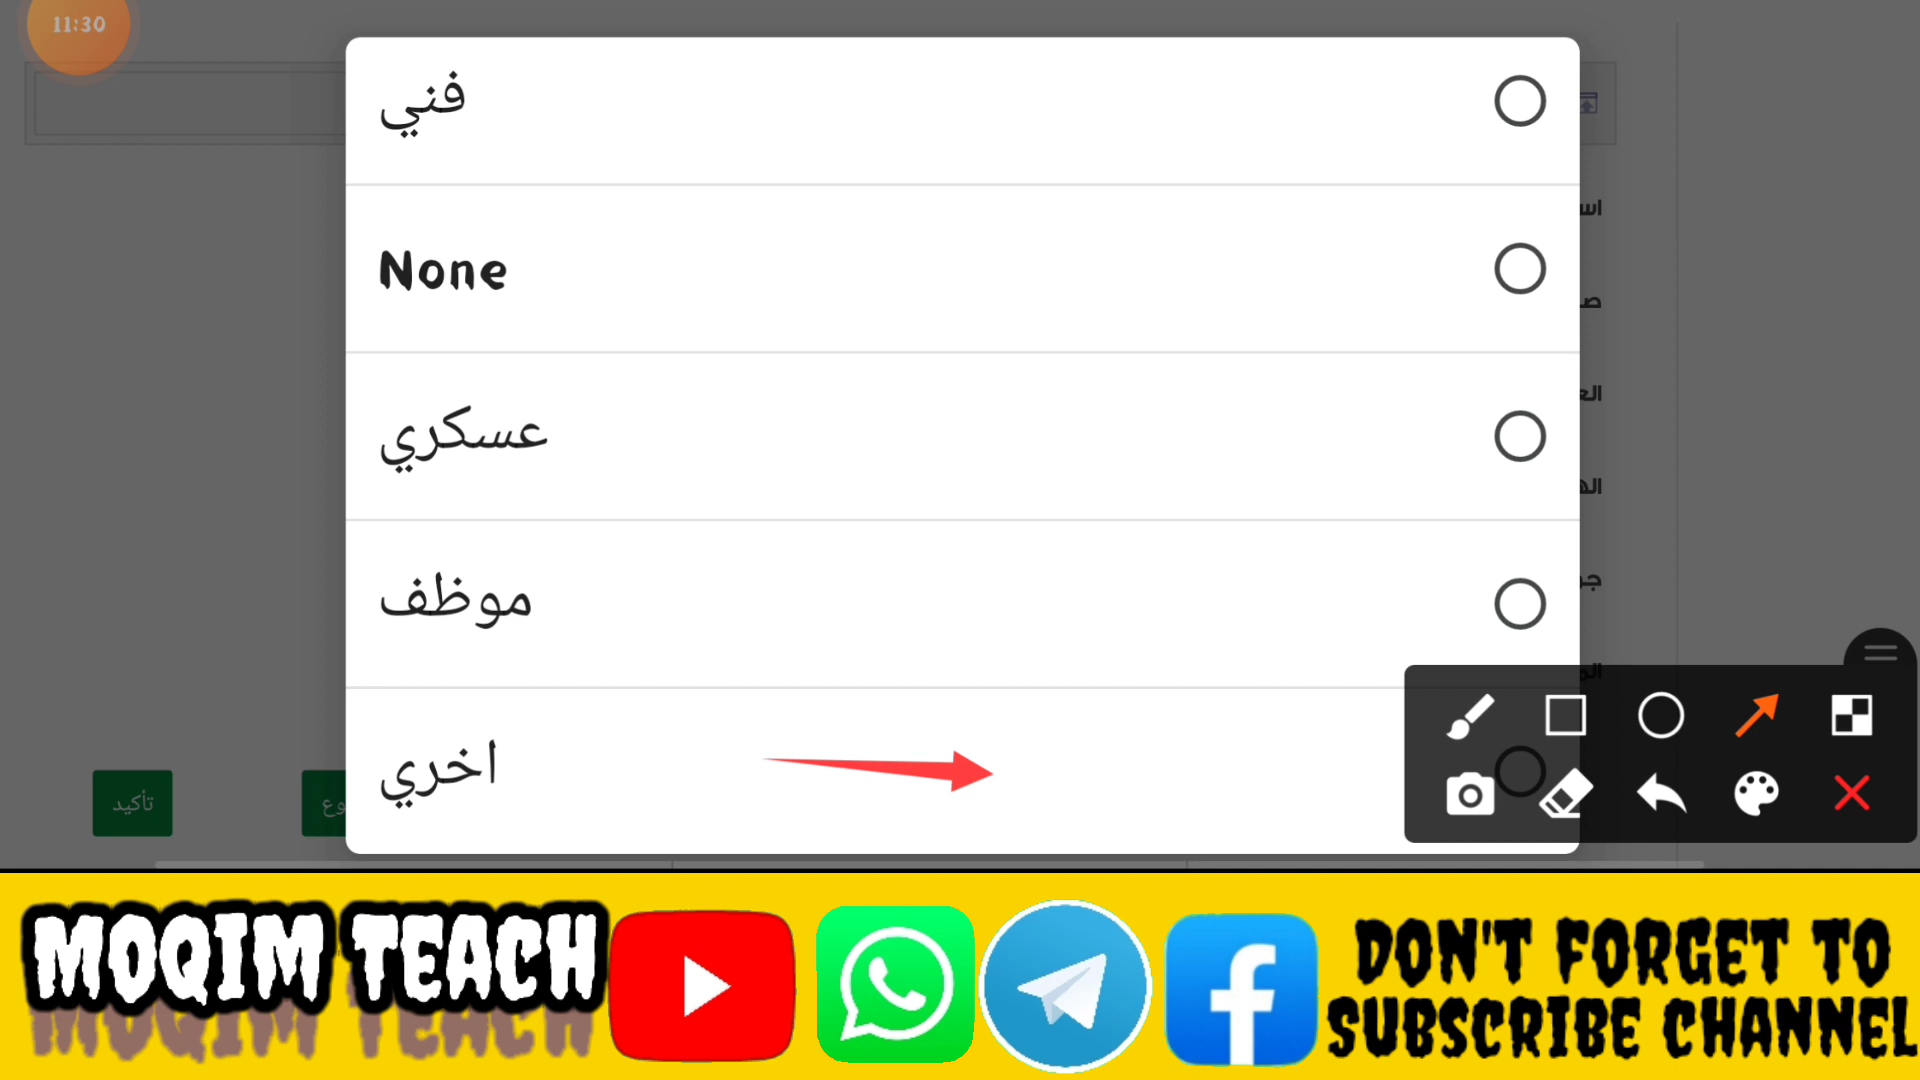 11:30
فني
None
عسكري
موظف
اخري
تأكيد
MOQIM TEACH
DON'T FORGET TO
SUBSCRIBE CHANNEL